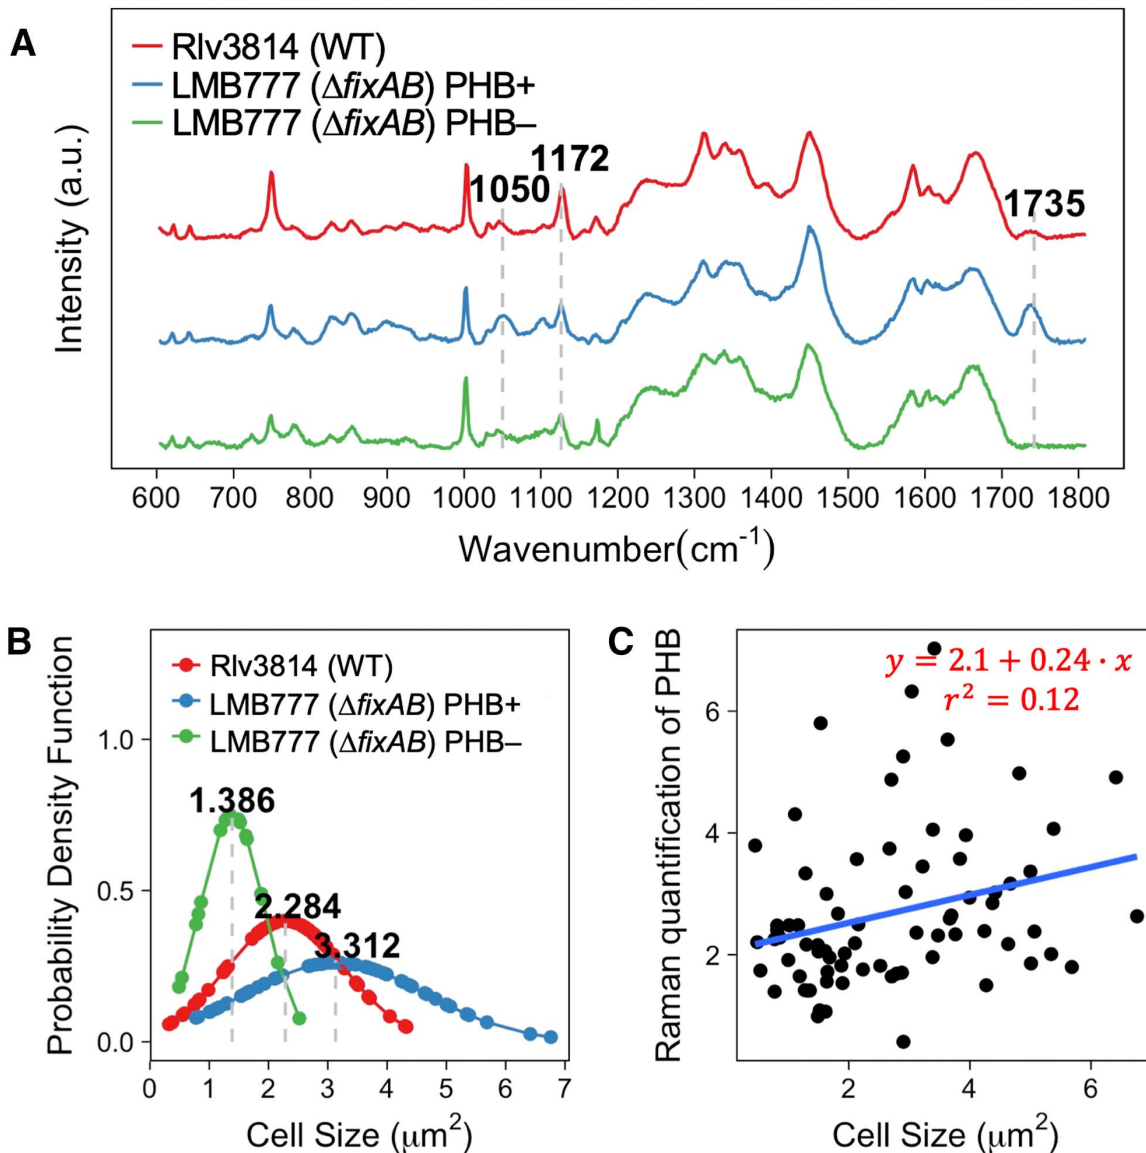 A
Rlv3814 (WT)
LMB777 (ΔfixAB) PHB+
LMB777 (ΔfixAB) PHB–
1050
1172
1735
Intensity (a.u.)
600 700 800 900 1000 1100 1200 1300 1400 1500 1600 1700 1800
Wavenumber(cm⁻¹)
B
Rlv3814 (WT)
LMB777 (ΔfixAB) PHB+
LMB777 (ΔfixAB) PHB–
1.386
2.284
3.312
Probability Density Function
1.0
0.5
0.0
0 1 2 3 4 5 6 7
Cell Size (μm²)
C
y = 2.1 + 0.24 · x
r² = 0.12
Raman quantification of PHB
6
4
2
2 4 6
Cell Size (μm²)